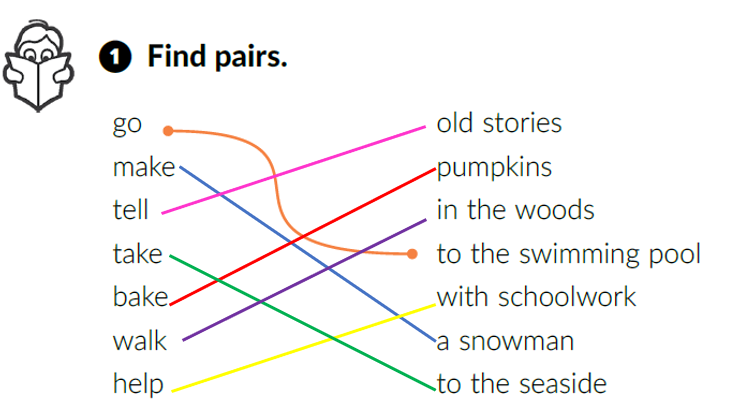 1 Find pairs.
go old stories
make pumpkins
tell in the woods
take to the swimming pool
bake with schoolwork
walk a snowman
help to the seaside